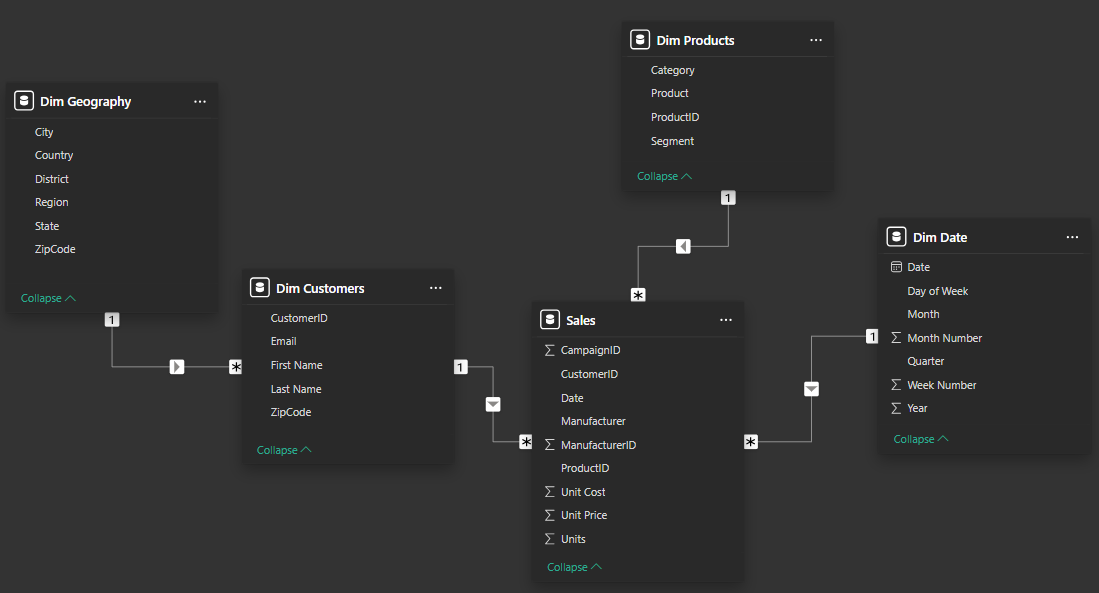 Dim Geography
City
Country
District
Region
State
ZipCode
Collapse
1
*
Dim Customers
CustomerID
Email
First Name
Last Name
ZipCode
Collapse
1
*
Dim Products
Category
Product
ProductID
Segment
Collapse
1
*
Sales
∑ CampaignID
CustomerID
Date
Manufacturer
∑ ManufacturerID
ProductID
∑ Unit Cost
∑ Unit Price
∑ Units
Collapse
*
1
Dim Date
Date
Day of Week
Month
∑ Month Number
Quarter
∑ Week Number
∑ Year
Collapse